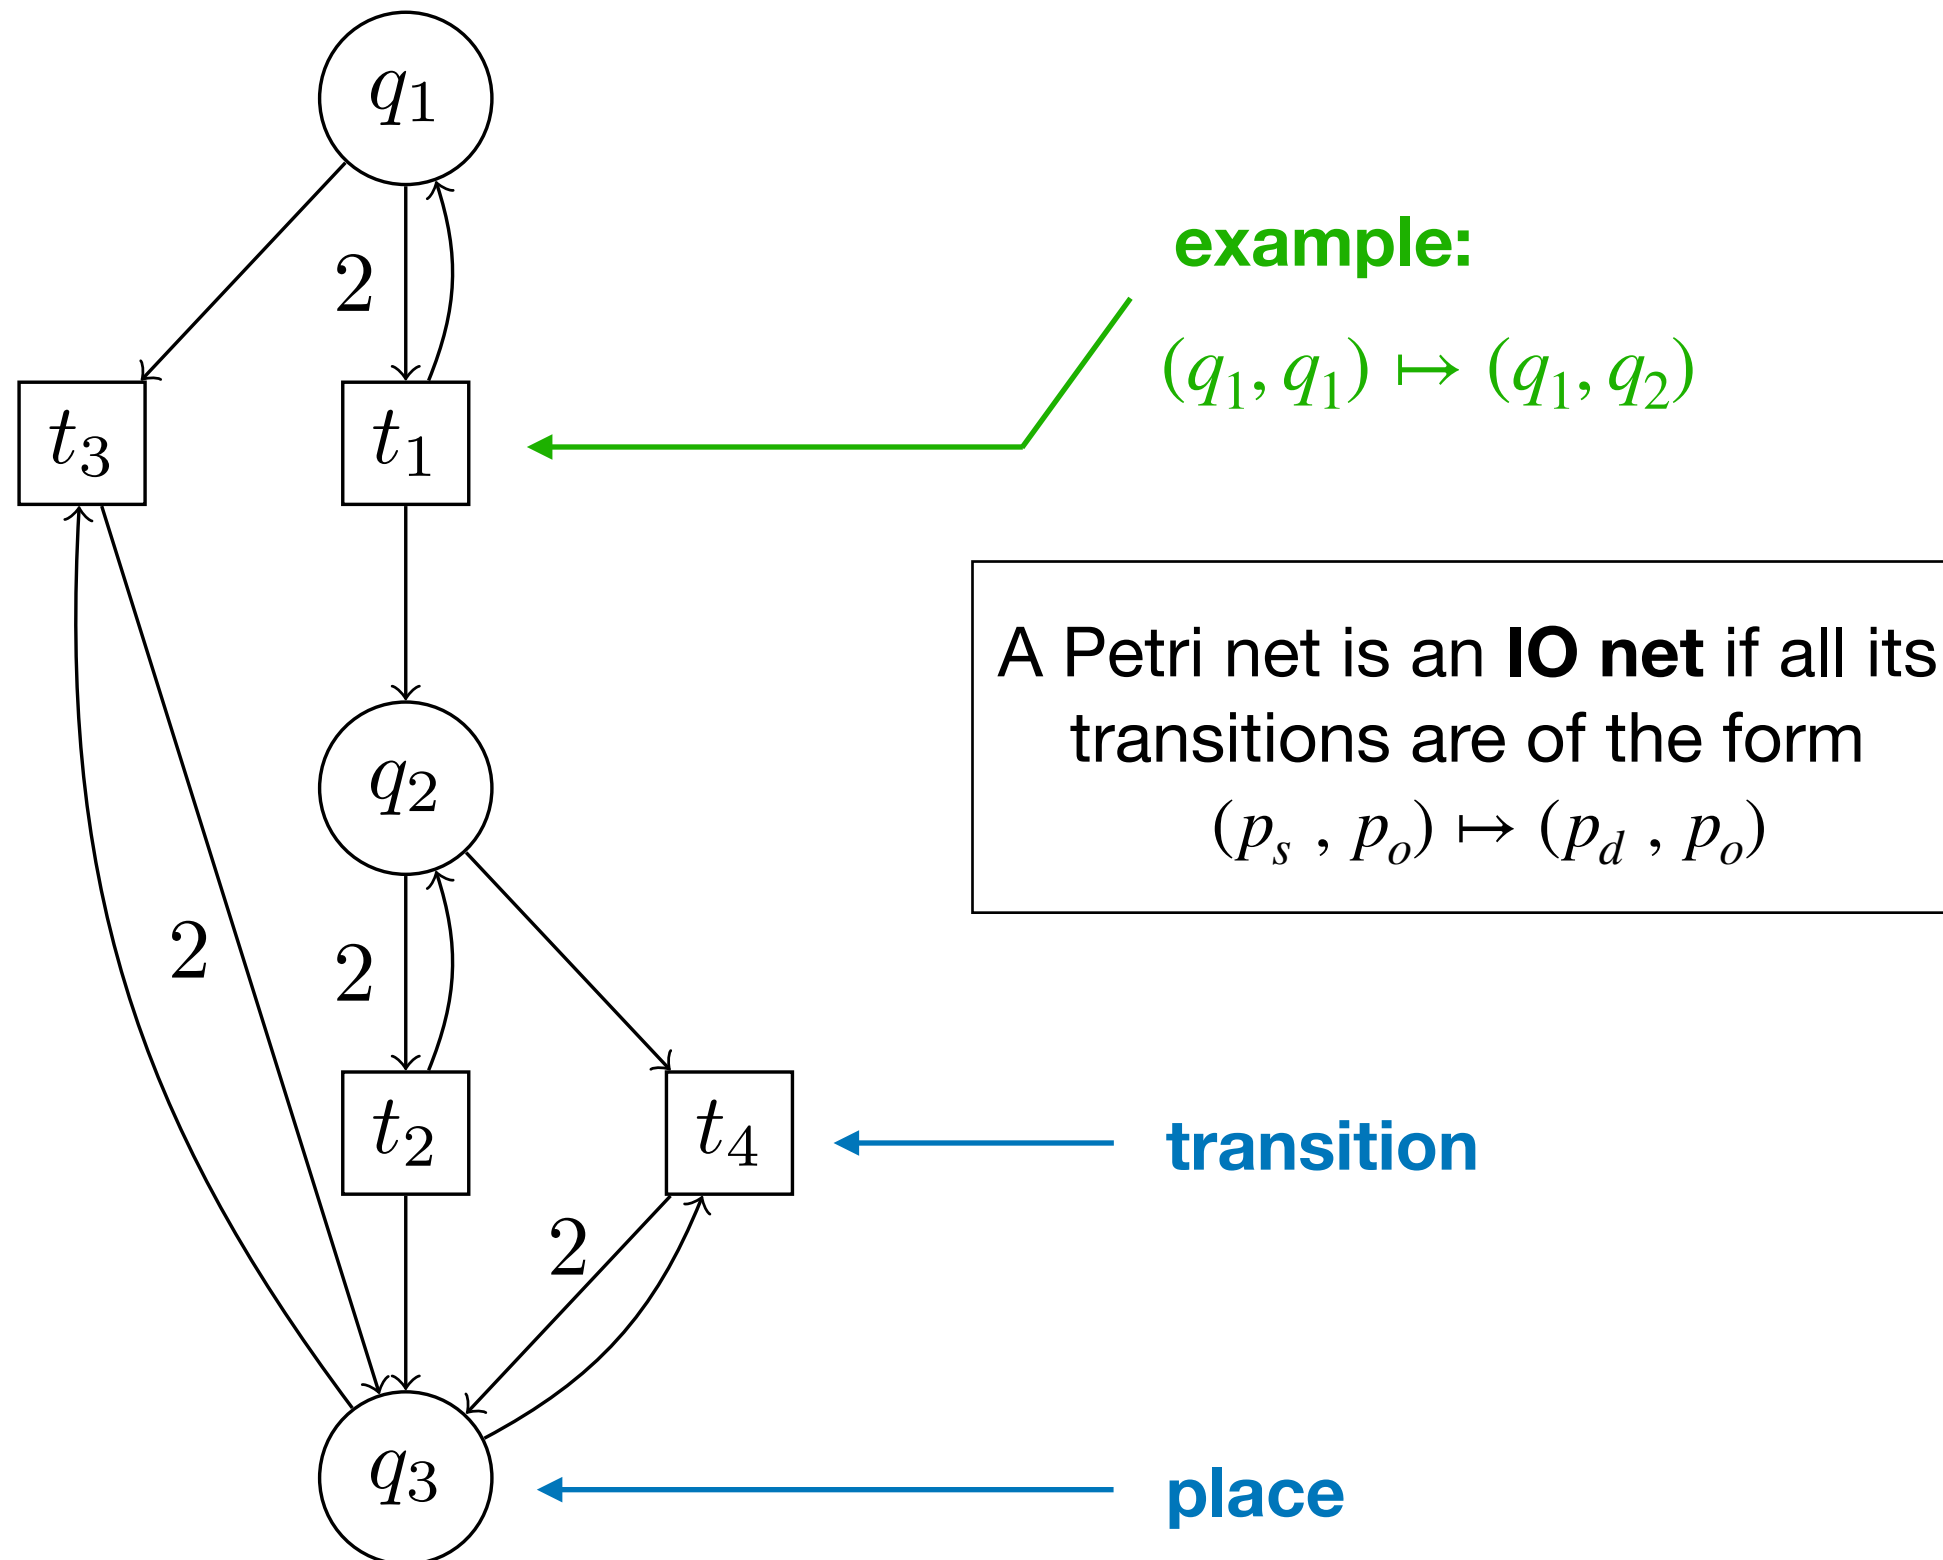 q₁
2
example:
(q₁, q₁) ↦ (q₁, q₂)
t₃
t₁
A Petri net is an IO net if all its
transitions are of the form
(pₛ , pₒ) ↦ (p_d , pₒ)
q₂
2
2
t₂
t₄
transition
2
q₃
place